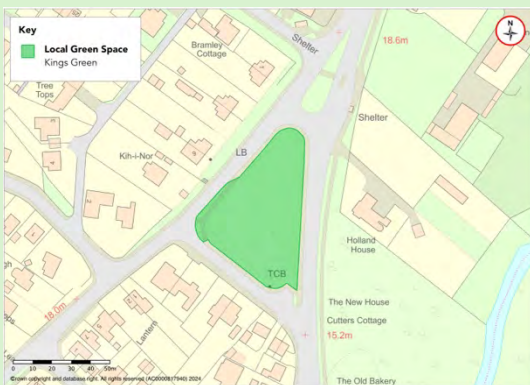 Key
Local Green Space
Kings Green
N
Bramley
Cottage
Shelter
18.6m
Tree
Tops
Shelter
LB
Kih-i-Nor
Holland
House
TCB
The New House
18.0m
Lantern
Cutters Cottage
15.2m
The Old Bakery
0 10 20 30 40 50m
©crown copyright and database right. All rights reserved (AC0000817940) 2024